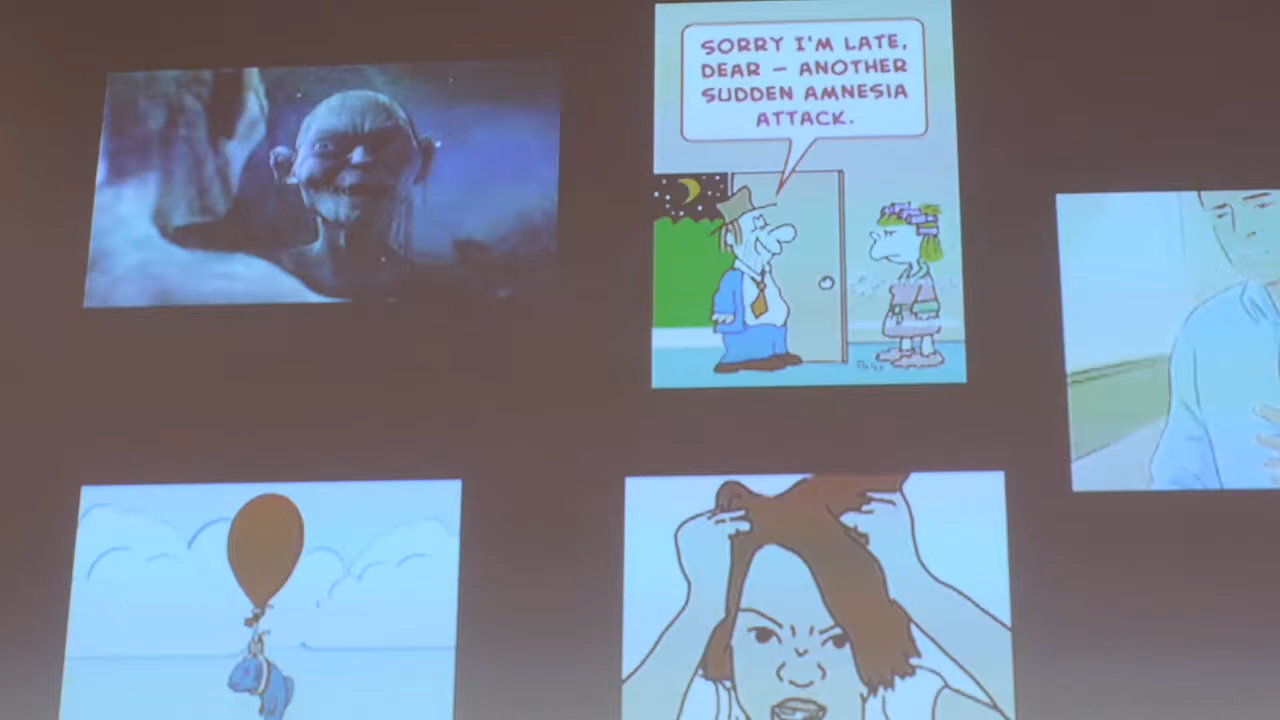 SORRY I'M LATE,
DEAR – ANOTHER
SUDDEN AMNESIA
ATTACK.